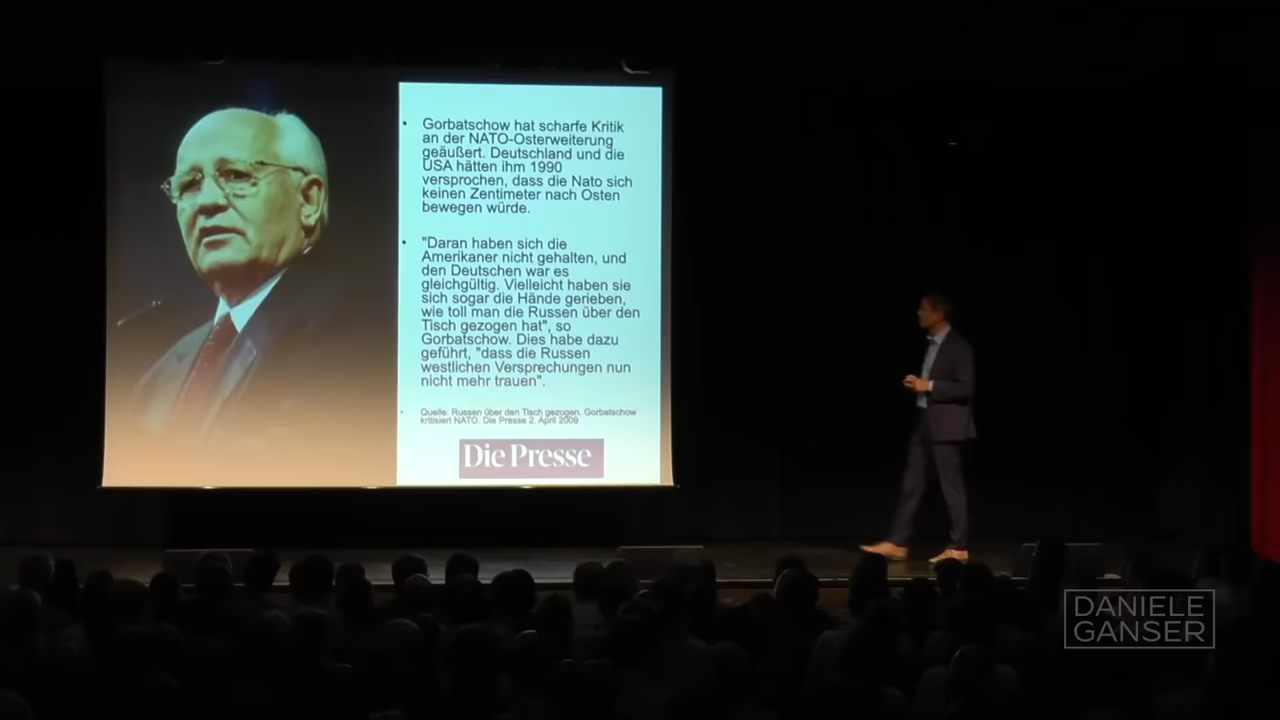 Gorbatschow hat scharfe Kritik
an der NATO-Osterweiterung
geäußert. Deutschland und die
USA hätten ihm 1990
versprochen, dass die Nato sich
keinen Zentimeter nach Osten
bewegen würde.
"Daran haben sich die
Amerikaner nicht gehalten, und
den Deutschen war es
gleichgültig. Vielleicht haben sie
sich sogar die Hände gerieben,
wie toll man die Russen über den
Tisch gezogen hat", so
Gorbatschow. Dies habe dazu
geführt, "dass die Russen
westlichen Versprechungen nun
nicht mehr trauen".
Quelle: Russen über den Tisch gezogen. Gorbatschow
kritisiert NATO. Die Presse 2. April 2009
Die Presse
DANIELE
GANSER